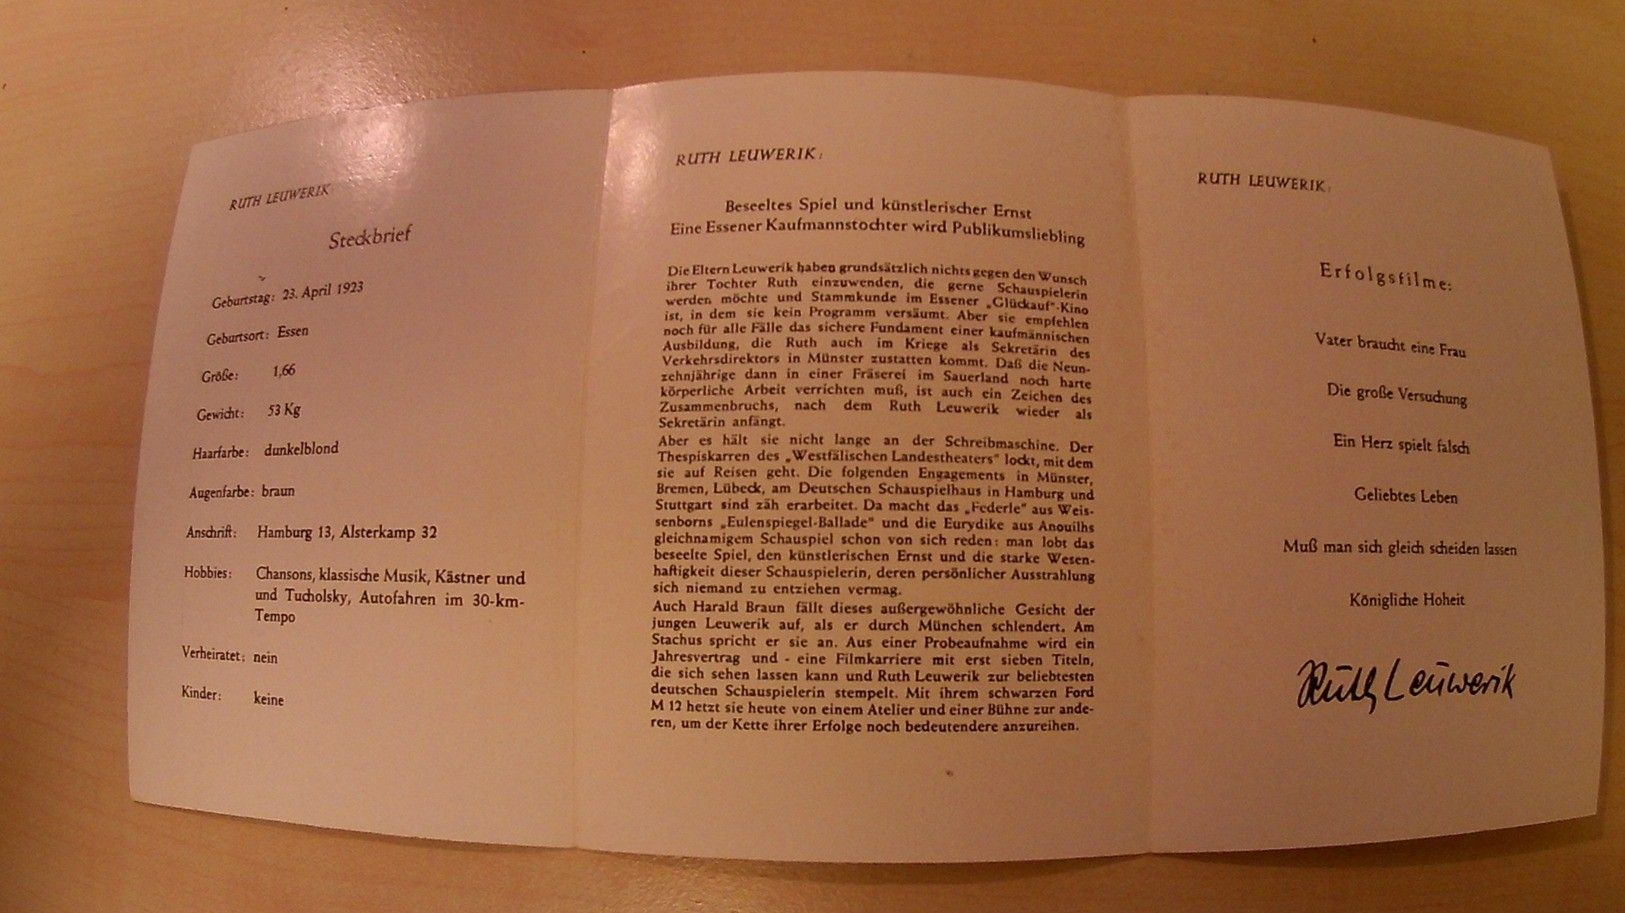 RUTH LEUWERIK:
Steckbrief
Geburtstag: 23. April 1923
Geburtsort: Essen
Größe: 1,66
Gewicht: 53 Kg
Haarfarbe: dunkelblond
Augenfarbe: braun
Anschrift: Hamburg 13, Alsterkamp 32
Hobbies: Chansons, klassische Musik, Kästner und
und Tucholsky, Autofahren im 30-km-
Tempo
Verheiratet: nein
Kinder: keine
RUTH LEUWERIK:
Beseeltes Spiel und künstlerischer Ernst
Eine Essener Kaufmannstochter wird Publikumsliebling
Die Eltern Leuwerik haben grundsätzlich nichts gegen den Wunsch
ihrer Tochter Ruth einzuwenden, die gerne Schauspielerin
werden möchte und Stammkunde im Essener „Glückauf"-Kino
ist, in dem sie kein Programm versäumt. Aber sie empfehlen
noch für alle Fälle das sichere Fundament einer kaufmännischen
Ausbildung, die Ruth auch im Kriege als Sekretärin des
Verkehrsdirektors in Münster zustatten kommt. Daß die Neun-
zehnjährige dann in einer Fräserei im Sauerland noch harte
körperliche Arbeit verrichten muß, ist auch ein Zeichen des
Zusammenbruchs, nach dem Ruth Leuwerik wieder als
Sekretärin anfängt.
Aber es hält sie nicht lange an der Schreibmaschine. Der
Thespiskarren des „Westfälischen Landestheaters" lockt, mit dem
sie auf Reisen geht. Die folgenden Engagements in Münster,
Bremen, Lübeck, am Deutschen Schauspielhaus in Hamburg und
Stuttgart sind zäh erarbeitet. Da macht das „Federle" aus Weis-
senborns „Eulenspiegel-Ballade" und die Eurydike aus Anouilhs
gleichnamigem Schauspiel schon von sich reden: man lobt das
beseelte Spiel, den künstlerischen Ernst und die starke Wesen-
haftigkeit dieser Schauspielerin, deren persönlicher Ausstrahlung
sich niemand zu entziehen vermag.
Auch Harald Braun fällt dieses außergewöhnliche Gesicht der
jungen Leuwerik auf, als er durch München schlendert. Am
Stachus spricht er sie an. Aus einer Probeaufnahme wird ein
Jahresvertrag und - eine Filmkarriere mit erst sieben Titeln,
die sich sehen lassen kann und Ruth Leuwerik zur beliebtesten
deutschen Schauspielerin stempelt. Mit ihrem schwarzen Ford
M 12 hetzt sie heute von einem Atelier und einer Bühne zur ande-
ren, um der Kette ihrer Erfolge noch bedeutendere anzureihen.
RUTH LEUWERIK:
Erfolgsfilme:
Vater braucht eine Frau
Die große Versuchung
Ein Herz spielt falsch
Geliebtes Leben
Muß man sich gleich scheiden lassen
Königliche Hoheit
Ruth Leuwerik